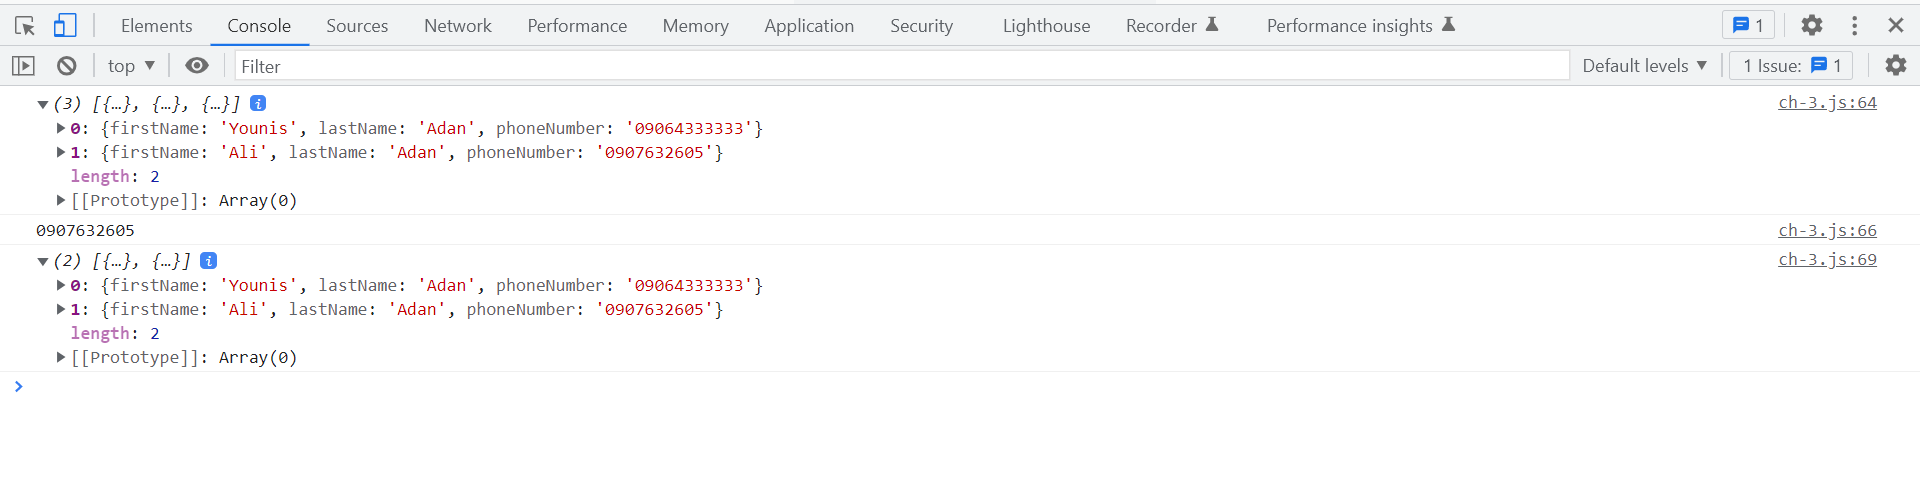 Elements Console Sources Network Performance Memory Application Security Lighthouse Recorder Performance insights 1
top Filter Default levels 1 Issue: 1
(3) [{…}, {…}, {…}] i ch-3.js:64
0: {firstName: 'Younis', lastName: 'Adan', phoneNumber: '09064333333'}
1: {firstName: 'Ali', lastName: 'Adan', phoneNumber: '0907632605'}
length: 2
[[Prototype]]: Array(0)
0907632605 ch-3.js:66
(2) [{…}, {…}] i ch-3.js:69
0: {firstName: 'Younis', lastName: 'Adan', phoneNumber: '09064333333'}
1: {firstName: 'Ali', lastName: 'Adan', phoneNumber: '0907632605'}
length: 2
[[Prototype]]: Array(0)